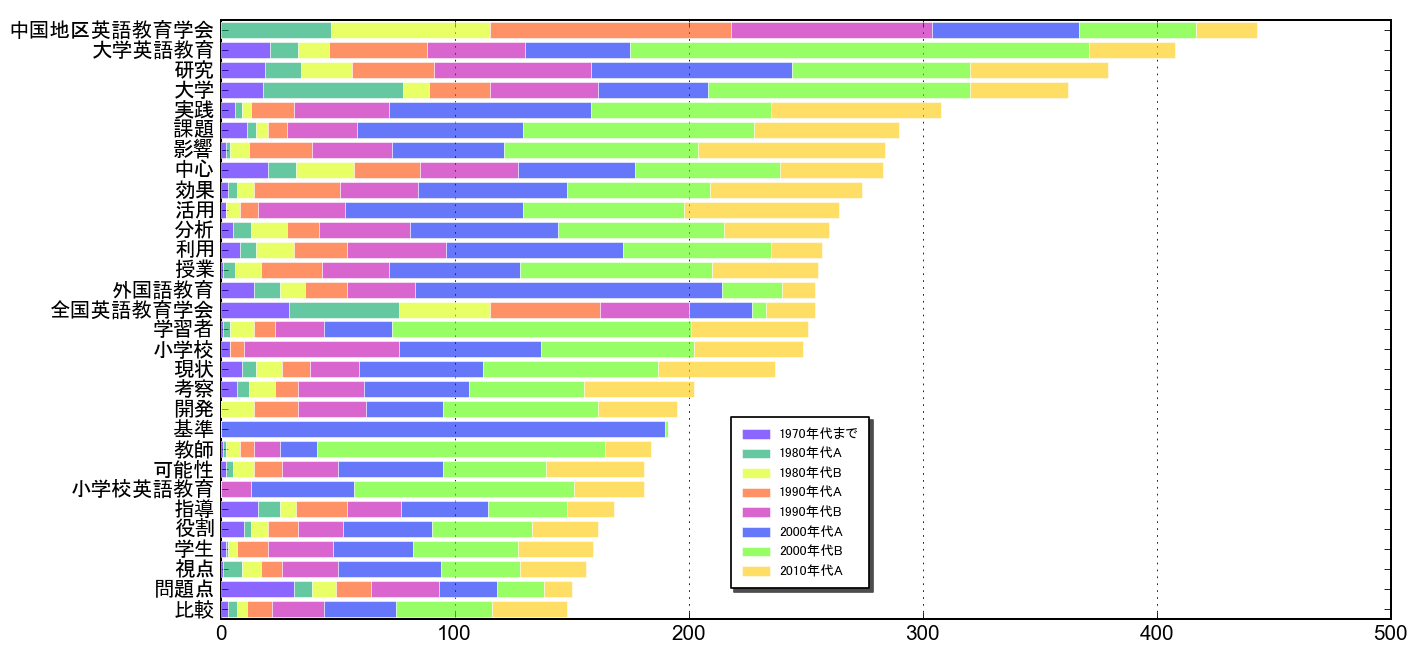 中国地区英語教育学会
大学英語教育
研究
大学
実践
課題
影響
中心
効果
活用
分析
利用
授業
外国語教育
全国英語教育学会
学習者
小学校
現状
考察
開発
基準
教師
可能性
小学校英語教育
指導
役割
学生
視点
問題点
比較
1970年代まで
1980年代A
1980年代B
1990年代A
1990年代B
2000年代A
2000年代B
2010年代A
0 100 200 300 400 500